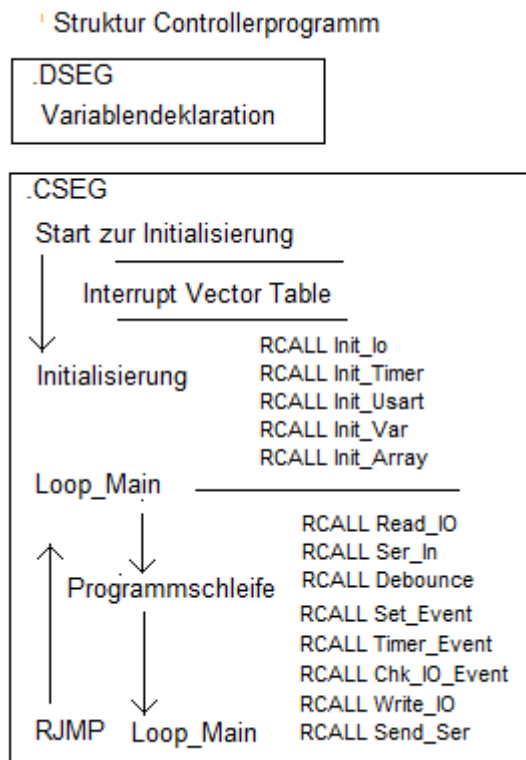 ' Struktur Controllerprogramm
.DSEG
Variablendeklaration
.CSEG
Start zur Initialisierung
Interrupt Vector Table
Initialisierung
RCALL Init_Io
RCALL Init_Timer
RCALL Init_Usart
RCALL Init_Var
RCALL Init_Array
Loop_Main
Programmschleife
RCALL Read_IO
RCALL Ser_In
RCALL Debounce
RCALL Set_Event
RCALL Timer_Event
RCALL Chk_IO_Event
RCALL Write_IO
RCALL Send_Ser
RJMP Loop_Main